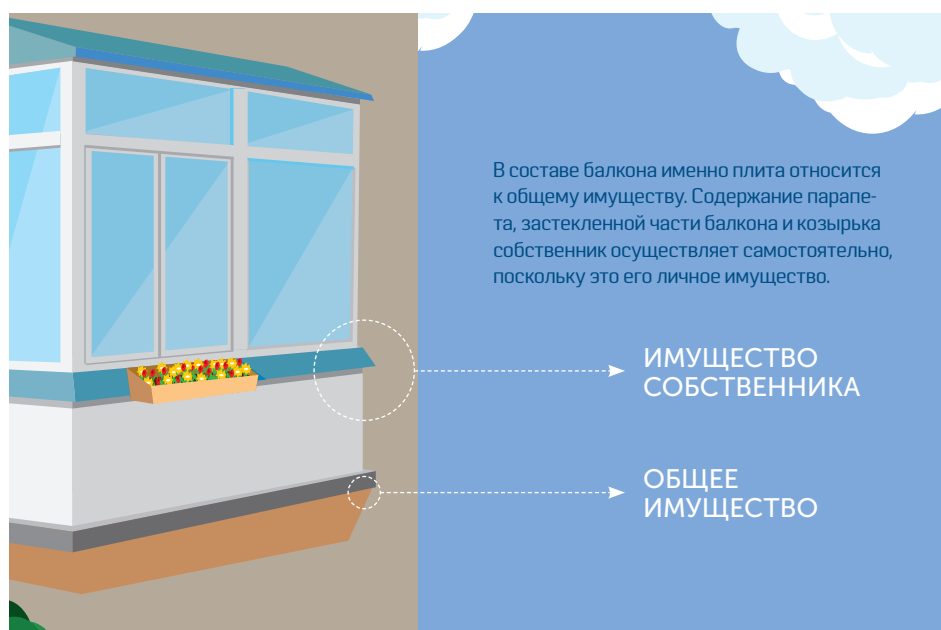 В составе балкона именно плита относится
к общему имуществу. Содержание парапе-
та, застекленной части балкона и козырька
собственник осуществляет самостоятельно,
поскольку это его личное имущество.
ИМУЩЕСТВО
СОБСТВЕННИКА
ОБЩЕЕ
ИМУЩЕСТВО